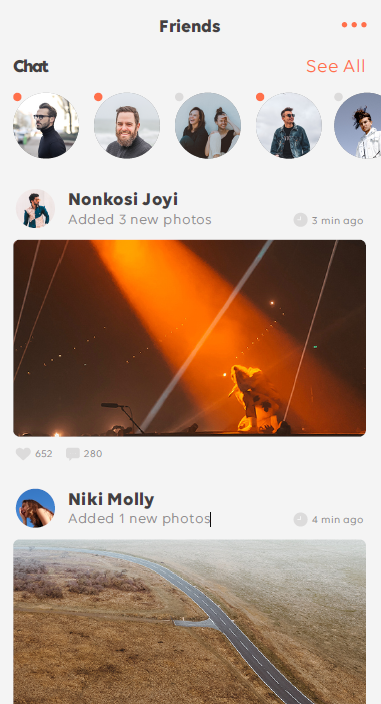 Friends
Chat
See All
Nonkosi Joyi
Added 3 new photos
3 min ago
652
280
Niki Molly
Added 1 new photos
4 min ago